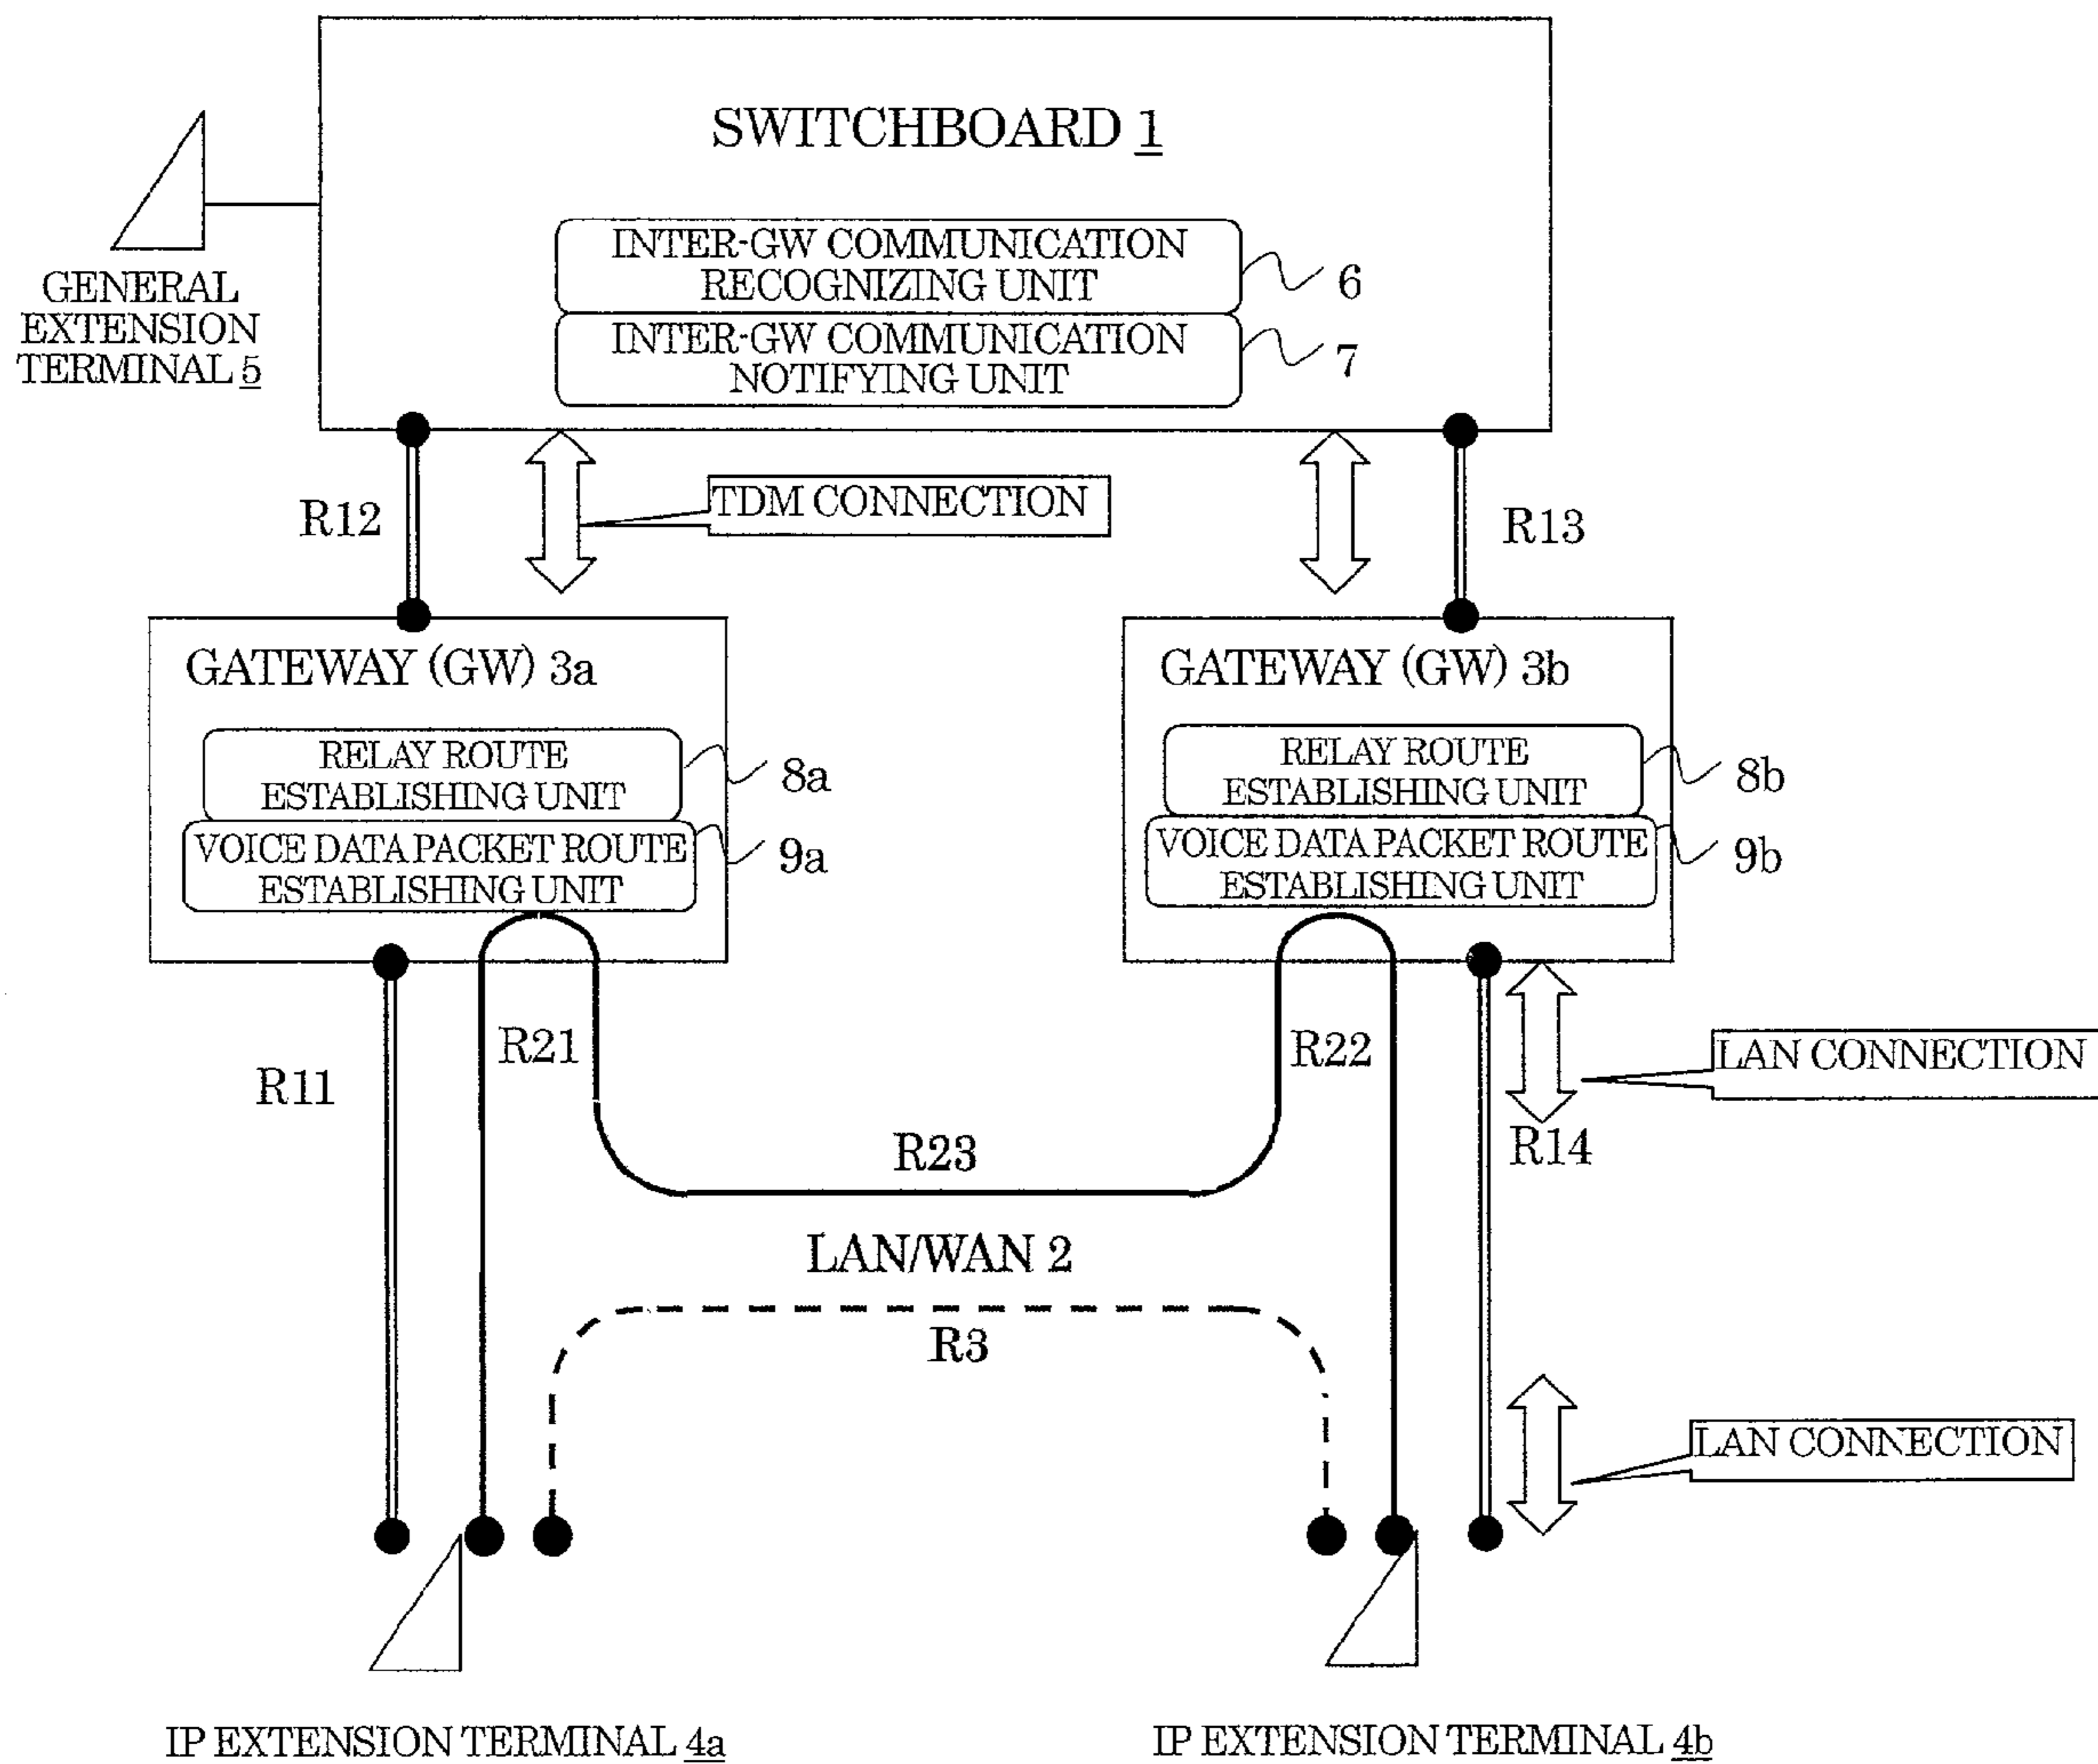 SWITCHBOARD 1
INTER-GW COMMUNICATION
RECOGNIZING UNIT
6
INTER-GW COMMUNICATION
NOTIFYING UNIT
7
GENERAL
EXTENSION
TERMINAL 5
R12
TDM CONNECTION
R13
GATEWAY (GW) 3a
RELAY ROUTE
ESTABLISHING UNIT
8a
VOICE DATA PACKET ROUTE
ESTABLISHING UNIT
9a
GATEWAY (GW) 3b
RELAY ROUTE
ESTABLISHING UNIT
8b
VOICE DATA PACKET ROUTE
ESTABLISHING UNIT
9b
R11
R21
R22
LAN CONNECTION
R23
R14
LAN/WAN 2
R3
LAN CONNECTION
IP EXTENSION TERMINAL 4a
IP EXTENSION TERMINAL 4b